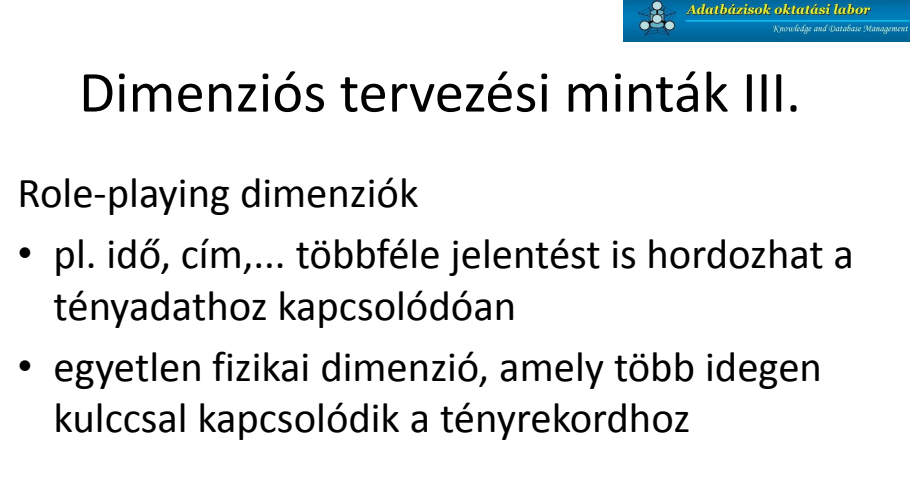 Adatbázisok oktatási labor
Knowledge and Database Management
Dimenziós tervezési minták III.
Role-playing dimenziók
• pl. idő, cím,... többféle jelentést is hordozhat a
tényadathoz kapcsolódóan
• egyetlen fizikai dimenzió, amely több idegen
kulccsal kapcsolódik a tényrekordhoz